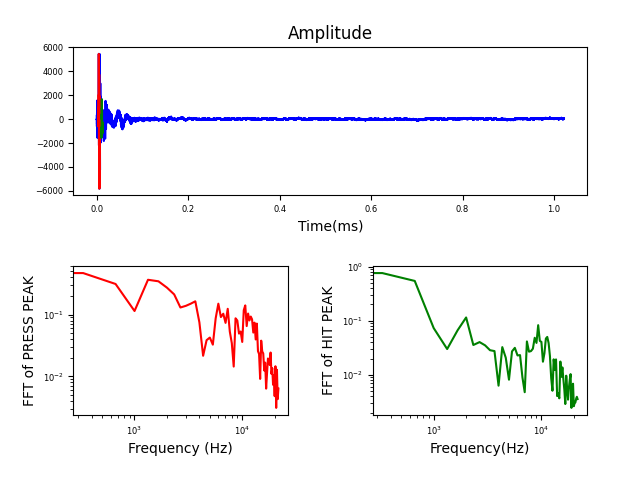 Amplitude
6000
4000
2000
0
−2000
−4000
−6000
0.0 0.2 0.4 0.6 0.8 1.0
Time(ms)
FFT of PRESS PEAK
10⁻¹
10⁻²
10³ 10⁴
Frequency (Hz)
FFT of HIT PEAK
10⁰
10⁻¹
10⁻²
10³ 10⁴
Frequency(Hz)